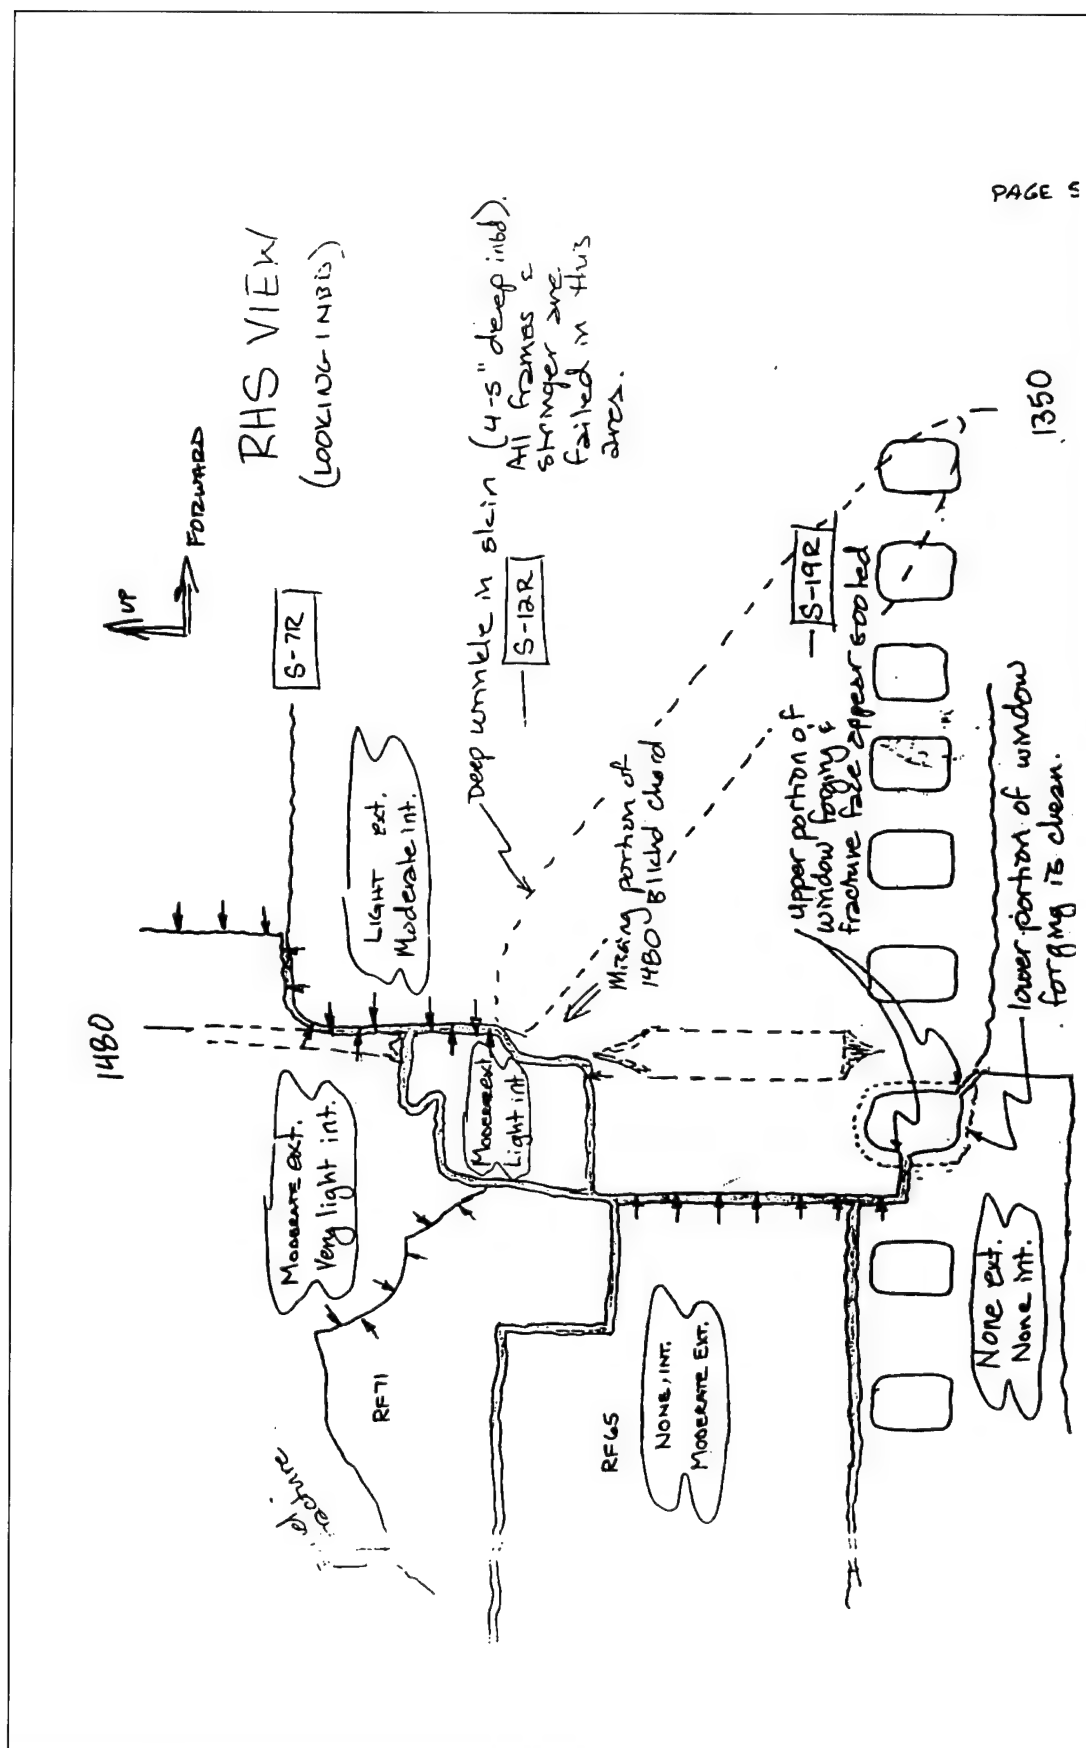 PAGE 5
UP
FORWARD
RHS VIEW
(LOOKING INBD)
1480
S-7R
LIGHT ext.
Moderate int.
Deep wrinkle in skin (4-5" deep inbd).
All frames &
stringer are
failed in this
area.
S-12R
MODERATE ext.
Very light int.
Moderate ext
Light int
Missing portion of
1480 Blkhd chord
S-19R
Upper portion of
window forging &
fracture face appear sooted
1350
RF71
RF65
NONE, INT.
MODERATE EXT.
None ext.
None int.
lower portion of window
forging is clean.